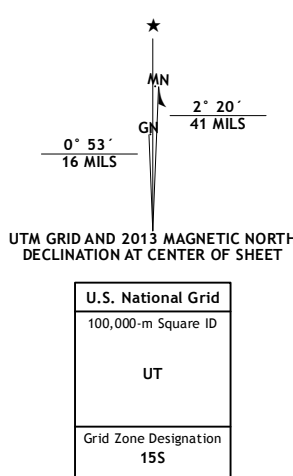 ★
MN
2° 20´
41 MILS
GN
0° 53´
16 MILS
UTM GRID AND 2013 MAGNETIC NORTH
DECLINATION AT CENTER OF SHEET
U.S. National Grid
100,000-m Square ID
UT
Grid Zone Designation
15S